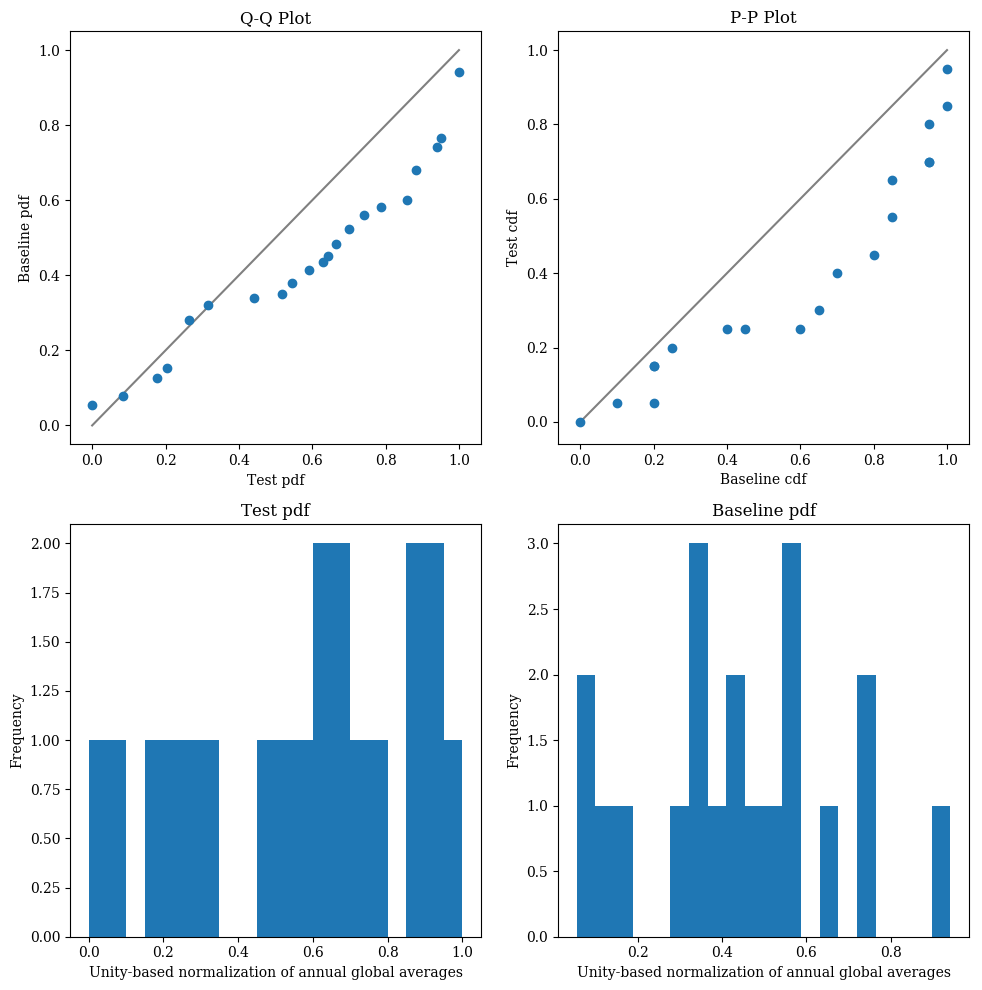 Q-Q Plot
1.0
0.8
0.6
0.4
0.2
0.0
Baseline pdf
0.0 0.2 0.4 0.6 0.8 1.0
Test pdf
P-P Plot
1.0
0.8
0.6
0.4
0.2
0.0
Test cdf
0.0 0.2 0.4 0.6 0.8 1.0
Baseline cdf
Test pdf
2.00
1.75
1.50
1.25
1.00
0.75
0.50
0.25
0.00
Frequency
0.0 0.2 0.4 0.6 0.8 1.0
Unity-based normalization of annual global averages
Baseline pdf
3.0
2.5
2.0
1.5
1.0
0.5
0.0
Frequency
0.2 0.4 0.6 0.8
Unity-based normalization of annual global averages